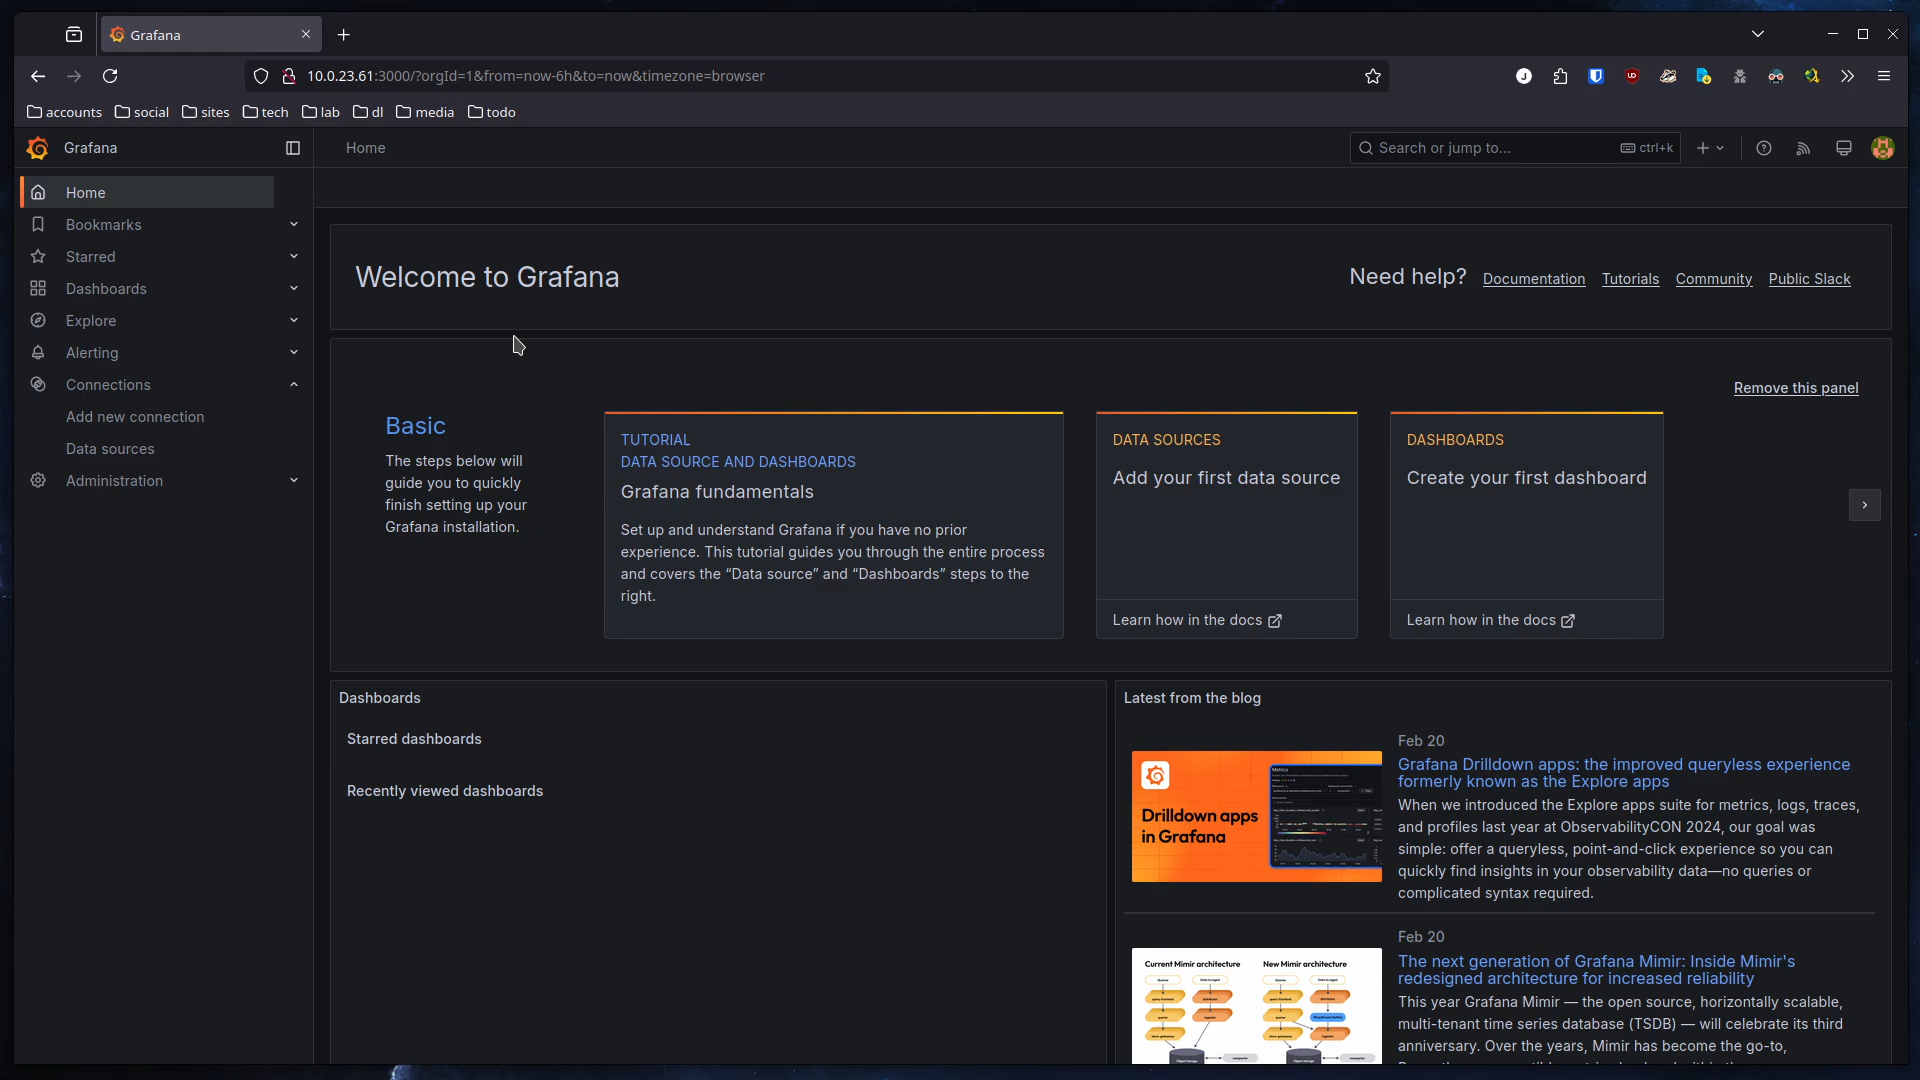 Grafana
10.0.23.61:3000/?orgId=1&from=now-6h&to=now&timezone=browser
accounts social sites tech lab dl media todo
Grafana
Home
Search or jump to...
ctrl+k
Home
Bookmarks
Starred
Dashboards
Explore
Alerting
Connections
Add new connection
Data sources
Administration
Welcome to Grafana
Need help? Documentation Tutorials Community Public Slack
Remove this panel
Basic
The steps below will
guide you to quickly
finish setting up your
Grafana installation.
TUTORIAL
DATA SOURCE AND DASHBOARDS
Grafana fundamentals
Set up and understand Grafana if you have no prior
experience. This tutorial guides you through the entire process
and covers the “Data source” and “Dashboards” steps to the
right.
DATA SOURCES
Add your first data source
Learn how in the docs
DASHBOARDS
Create your first dashboard
Learn how in the docs
Dashboards
Starred dashboards
Recently viewed dashboards
Latest from the blog
Drilldown apps
in Grafana
Metrics
Feb 20
Grafana Drilldown apps: the improved queryless experience
formerly known as the Explore apps
When we introduced the Explore apps suite for metrics, logs, traces,
and profiles last year at ObservabilityCON 2024, our goal was
simple: offer a queryless, point-and-click experience so you can
quickly find insights in your observability data—no queries or
complicated syntax required.
Current Mimir architecture
New Mimir architecture
Feb 20
The next generation of Grafana Mimir: Inside Mimir's
redesigned architecture for increased reliability
This year Grafana Mimir — the open source, horizontally scalable,
multi-tenant time series database (TSDB) — will celebrate its third
anniversary. Over the years, Mimir has become the go-to,